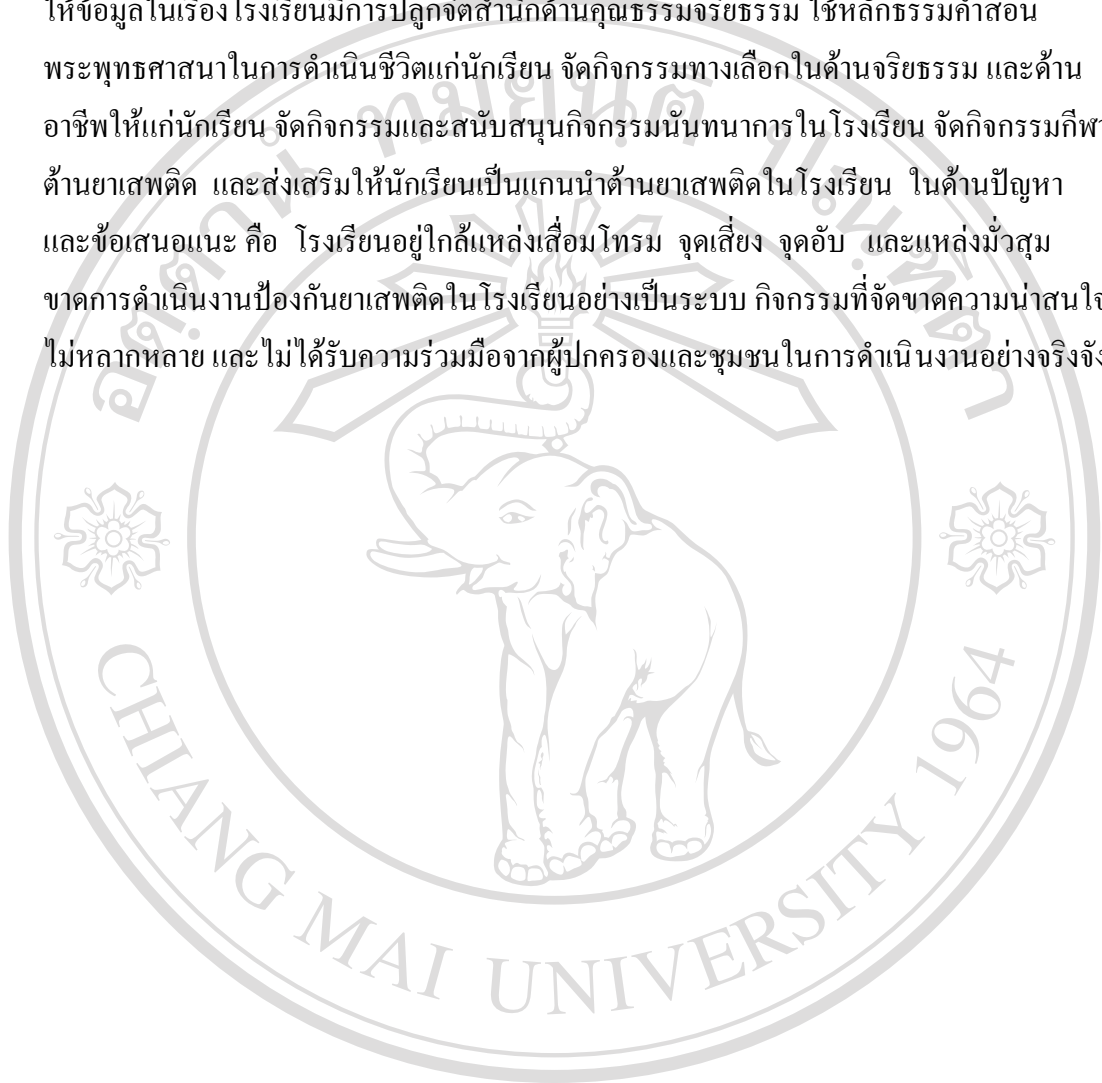 ให้ข้อมูลในเรื่องโรงเรียนมีการปลูกจิตสำนึกด้านคุณธรรมจริยธรรม ใช้หลักธรรมคำสอน
พระพุทธศาสนาในการดำเนินชีวิตแก่นักเรียน จัดกิจกรรมทางเลือกในด้านจริยธรรม และด้าน
อาชีพให้แก่นักเรียน จัดกิจกรรมและสนับสนุนกิจกรรมนันทนาการในโรงเรียน จัดกิจกรรมกีฬา
ต้านยาเสพติด และส่งเสริมให้นักเรียนเป็นแกนนำต้านยาเสพติดในโรงเรียน ในด้านปัญหา
และข้อเสนอแนะ คือ โรงเรียนอยู่ใกล้แหล่งเสื่อมโทรม จุดเสี่ยง จุดอับ และแหล่งมั่วสุม
ขาดการดำเนินงานป้องกันยาเสพติดในโรงเรียนอย่างเป็นระบบ กิจกรรมที่จัดขาดความน่าสนใจ
ไม่หลากหลาย และไม่ได้รับความร่วมมือจากผู้ปกครองและชุมชนในการดำเนินงานอย่างจริงจัง
อตฺตานํ ทมยนฺติ ปณฺฑิตา
CHIANG MAI UNIVERSITY 1964